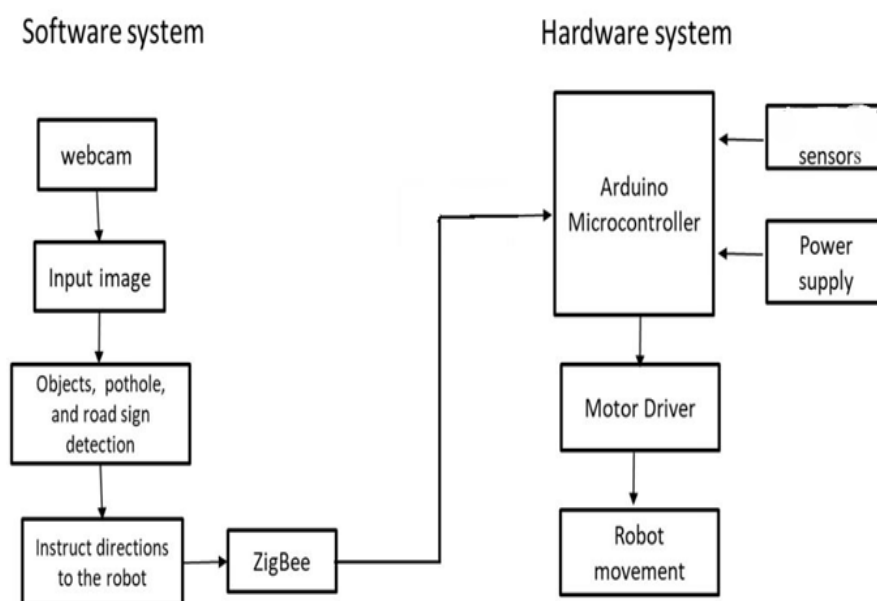 Software system
Hardware system
webcam
Input image
Objects, pothole,
and road sign
detection
Instruct directions
to the robot
ZigBee
Arduino
Microcontroller
sensors
Power
supply
Motor Driver
Robot
movement